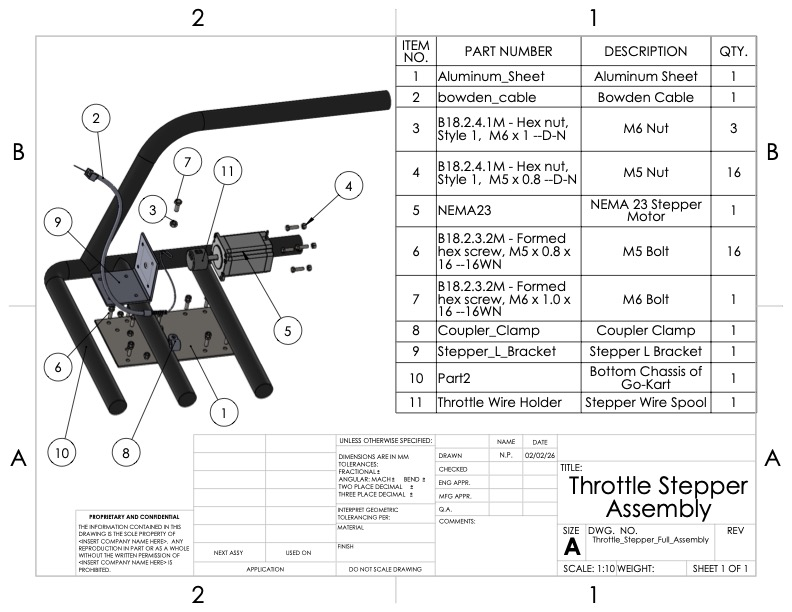 2
1
ITEM NO.
PART NUMBER
DESCRIPTION
QTY.
1
Aluminum_Sheet
Aluminum Sheet
1
2
bowden_cable
Bowden Cable
1
3
B18.2.4.1M - Hex nut,
Style 1,  M6 x 1 --D-N
M6 Nut
3
4
B18.2.4.1M - Hex nut,
Style 1,  M5 x 0.8 --D-N
M5 Nut
16
5
NEMA23
NEMA 23 Stepper
Motor
1
6
B18.2.3.2M - Formed
hex screw, M5 x 0.8 x
16 --16WN
M5 Bolt
16
7
B18.2.3.2M - Formed
hex screw, M6 x 1.0 x
16 --16WN
M6 Bolt
1
8
Coupler_Clamp
Coupler Clamp
1
9
Stepper_L_Bracket
Stepper L Bracket
1
10
Part2
Bottom Chassis of
Go-Kart
1
11
Throttle Wire Holder
Stepper Wire Spool
1
2
7
11
3
4
9
5
6
1
10
8
B
B
A
A
PROPRIETARY AND CONFIDENTIAL
THE INFORMATION CONTAINED IN THIS
DRAWING IS THE SOLE PROPERTY OF
<INSERT COMPANY NAME HERE>.  ANY
REPRODUCTION IN PART OR AS A WHOLE
WITHOUT THE WRITTEN PERMISSION OF
<INSERT COMPANY NAME HERE> IS
PROHIBITED.
NEXT ASSY
USED ON
APPLICATION
UNLESS OTHERWISE SPECIFIED:
DIMENSIONS ARE IN MM
TOLERANCES:
FRACTIONAL ±
ANGULAR: MACH ±    BEND ±
TWO PLACE DECIMAL    ±
THREE PLACE DECIMAL  ±
INTERPRET GEOMETRIC
TOLERANCING PER:
MATERIAL
FINISH
DO NOT SCALE DRAWING
NAME
DATE
DRAWN
N.P.
02/02/26
CHECKED
ENG APPR.
MFG APPR.
Q.A.
COMMENTS:
TITLE:
Throttle Stepper
Assembly
SIZE
A
DWG.  NO.
Throttle_Stepper_Full_Assembly
REV
SCALE: 1:10
WEIGHT:
SHEET 1 OF 1
2
1